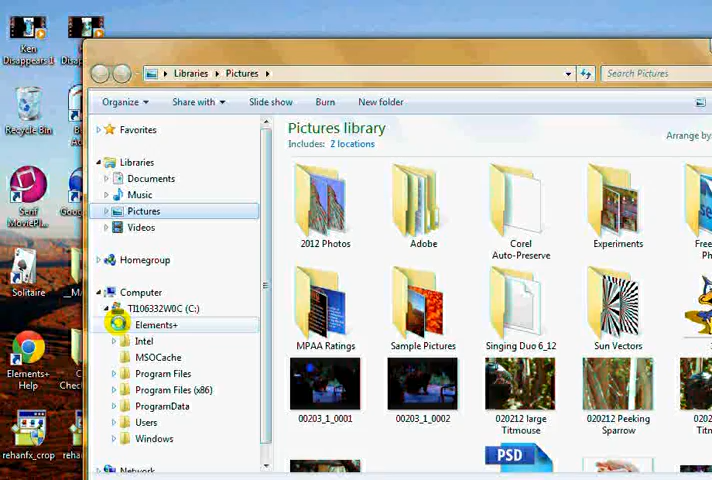 Ken
Disappears 1
Recycle Bin
Serif
MoviePl...
Solitaire
Elements+
Help
rehanfx_crop
Libraries
Pictures
Search Pictures
Organize
Share with
Slide show
Burn
New folder
Favorites
Libraries
Documents
Music
Pictures
Videos
Homegroup
Computer
TI106332W0C (C:)
Elements+
Intel
MSOCache
Program Files
Program Files (x86)
ProgramData
Users
Windows
Network
Pictures library
Includes: 2 locations
Arrange by
2012 Photos
Adobe
Corel
Auto-Preserve
Experiments
MPAA Ratings
Sample Pictures
Singing Duo 6_12
Sun Vectors
00203_1_0001
00203_1_0002
020212 large
Titmouse
020212 Peeking
Sparrow
PSD